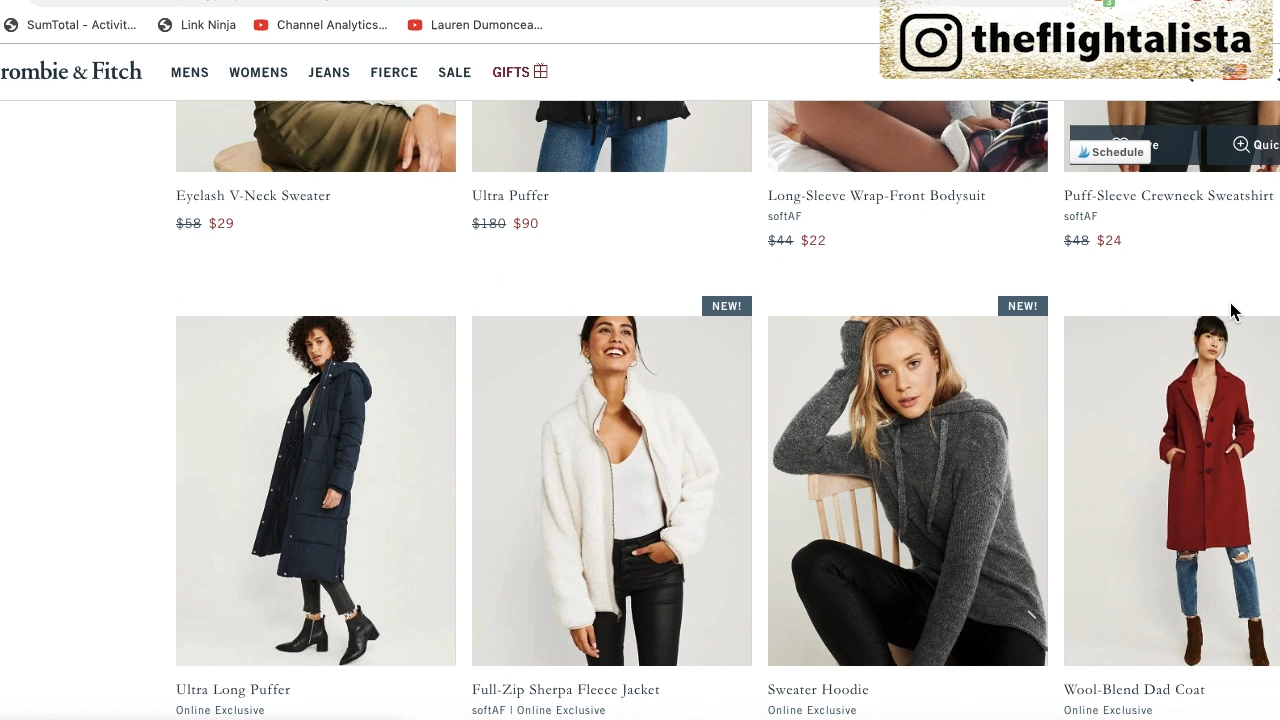 3
SumTotal - Activit...
Link Ninja
Channel Analytics...
Lauren Dumoncea...
theflightalista
rombie & Fitch
MENS
WOMENS
JEANS
FIERCE
SALE
GIFTS
Schedule
Quic
Eyelash V-Neck Sweater
$58 $29
Ultra Puffer
$180 $90
Long-Sleeve Wrap-Front Bodysuit
softAF
$44 $22
Puff-Sleeve Crewneck Sweatshirt
softAF
$48 $24
NEW!
NEW!
Ultra Long Puffer
Online Exclusive
Full-Zip Sherpa Fleece Jacket
softAF | Online Exclusive
Sweater Hoodie
Online Exclusive
Wool-Blend Dad Coat
Online Exclusive